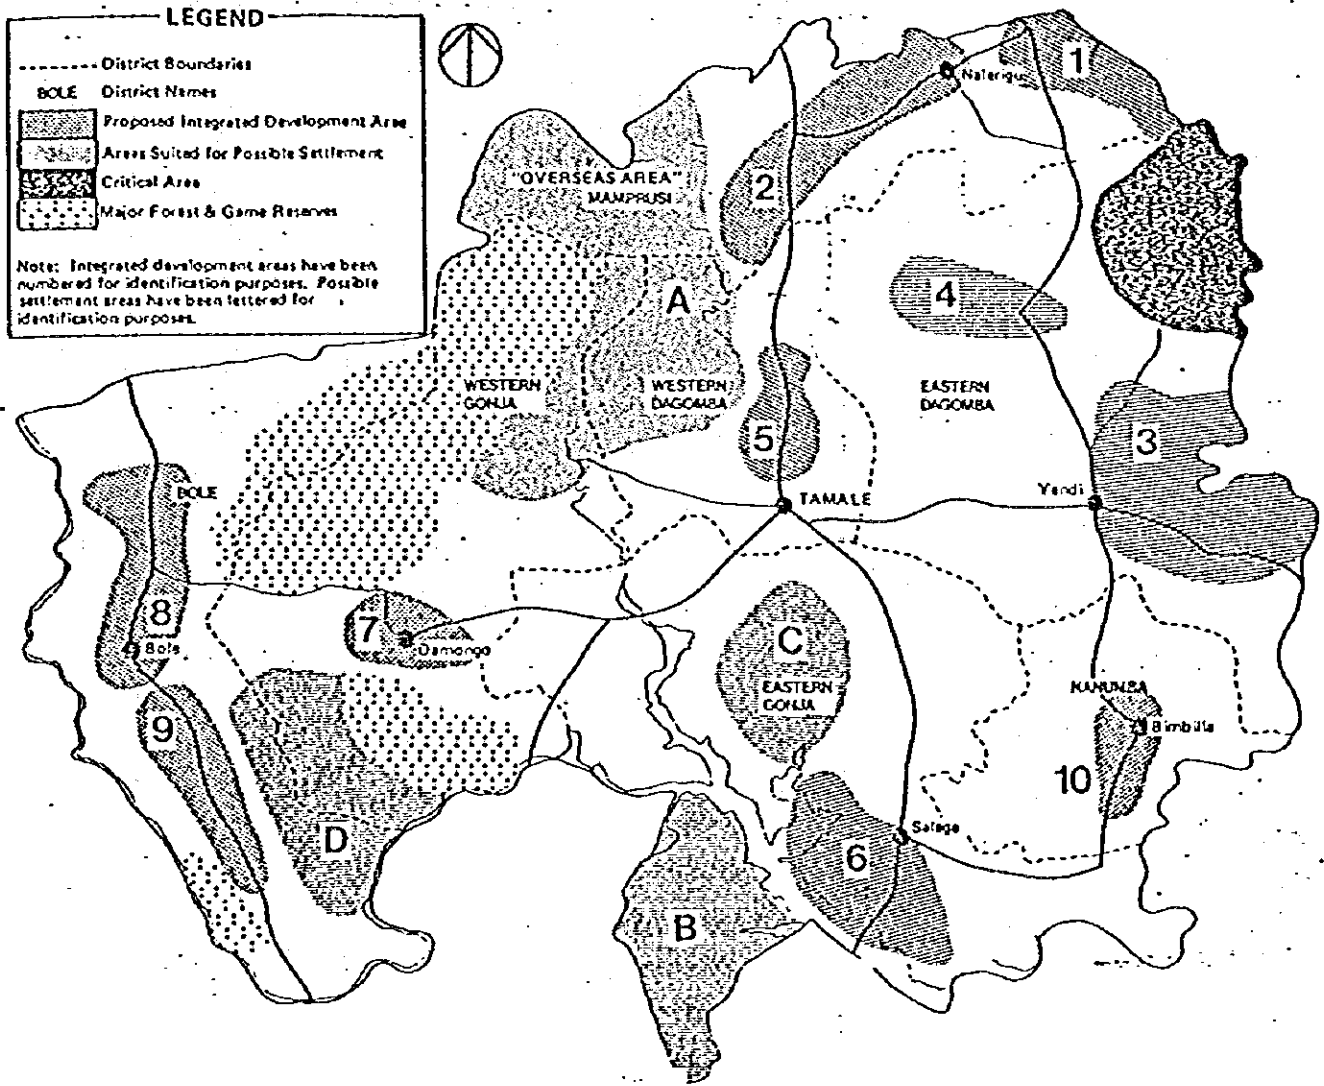 LEGEND
District Boundaries
BOLE District Names
Proposed Integrated Development Area
Areas Suited for Possible Settlement
Critical Area
Major Forest & Game Reserves
Note: Integrated development areas have been
numbered for identification purposes. Possible
settlement areas have been lettered for
identification purposes.
1
Nalerigu
2
"OVERSEAS AREA"
MAMPRUSI
A
4
WESTERN
GONJA
WESTERN
DAGOMBA
EASTERN
DAGOMBA
5
3
BOLE
TAMALE
Yendi
8
Bole
7
Damongo
C
EASTERN
GONJA
NANUMBA
Bimbilla
9
10
D
Salaga
6
B